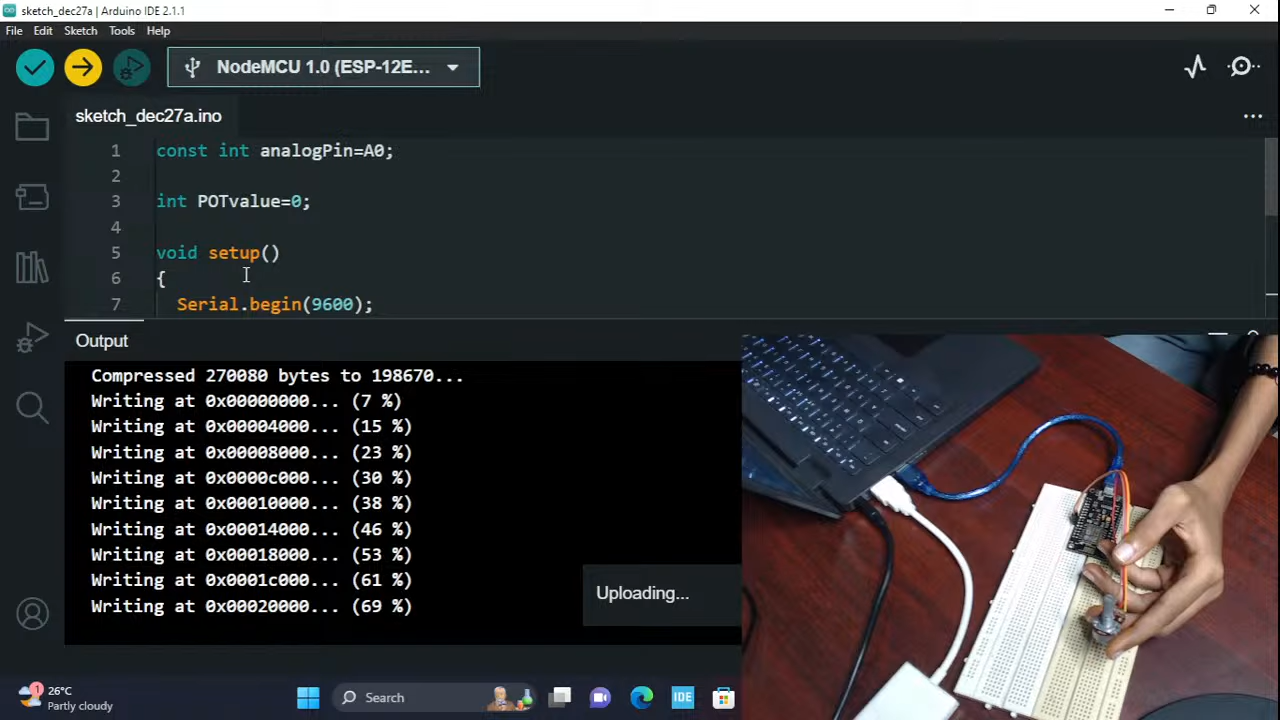 sketch_dec27a | Arduino IDE 2.1.1
File Edit Sketch Tools Help
NodeMCU 1.0 (ESP-12E...
sketch_dec27a.ino
1 const int analogPin=A0;
2
3 int POTvalue=0;
4
5 void setup()
6 {
7 Serial.begin(9600);
Output
Compressed 270080 bytes to 198670...
Writing at 0x00000000... (7 %)
Writing at 0x00004000... (15 %)
Writing at 0x00008000... (23 %)
Writing at 0x0000c000... (30 %)
Writing at 0x00010000... (38 %)
Writing at 0x00014000... (46 %)
Writing at 0x00018000... (53 %)
Writing at 0x0001c000... (61 %)
Writing at 0x00020000... (69 %)
Uploading...
1
26°C
Partly cloudy
Search
IDE